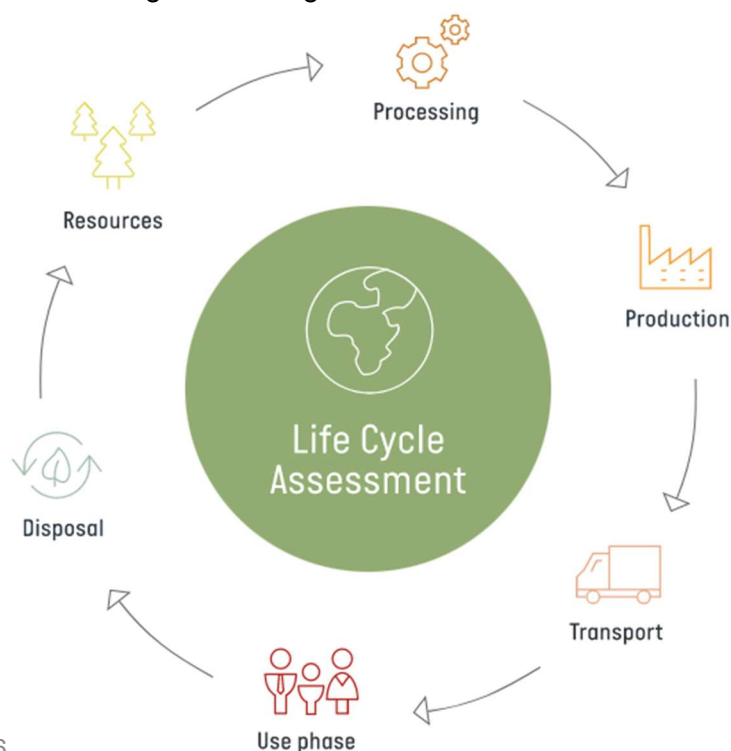 Processing
Resources
Production
Life Cycle
Assessment
Disposal
Transport
Use phase